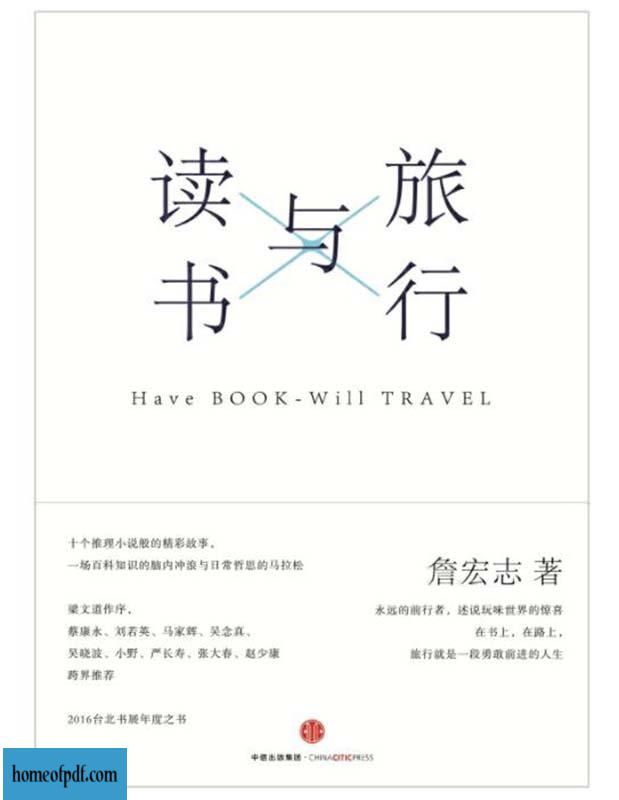 读 与 旅
书 行
Have BOOK-Will TRAVEL
十个推理小说般的精彩故事，
一场百科知识的脑内冲浪与日常哲思的马拉松
梁文道作序，
蔡康永、刘若英、马家辉、吴念真、
吴晓波、小野、严长寿、张大春、赵少康
跨界推荐
2016台北书展年度之书
詹宏志 著
永远的前行者，述说玩味世界的惊喜
在书上，在路上，
旅行就是一段勇敢前进的人生
中信出版集团·CHINACITICPRESS
homeofpdf.com